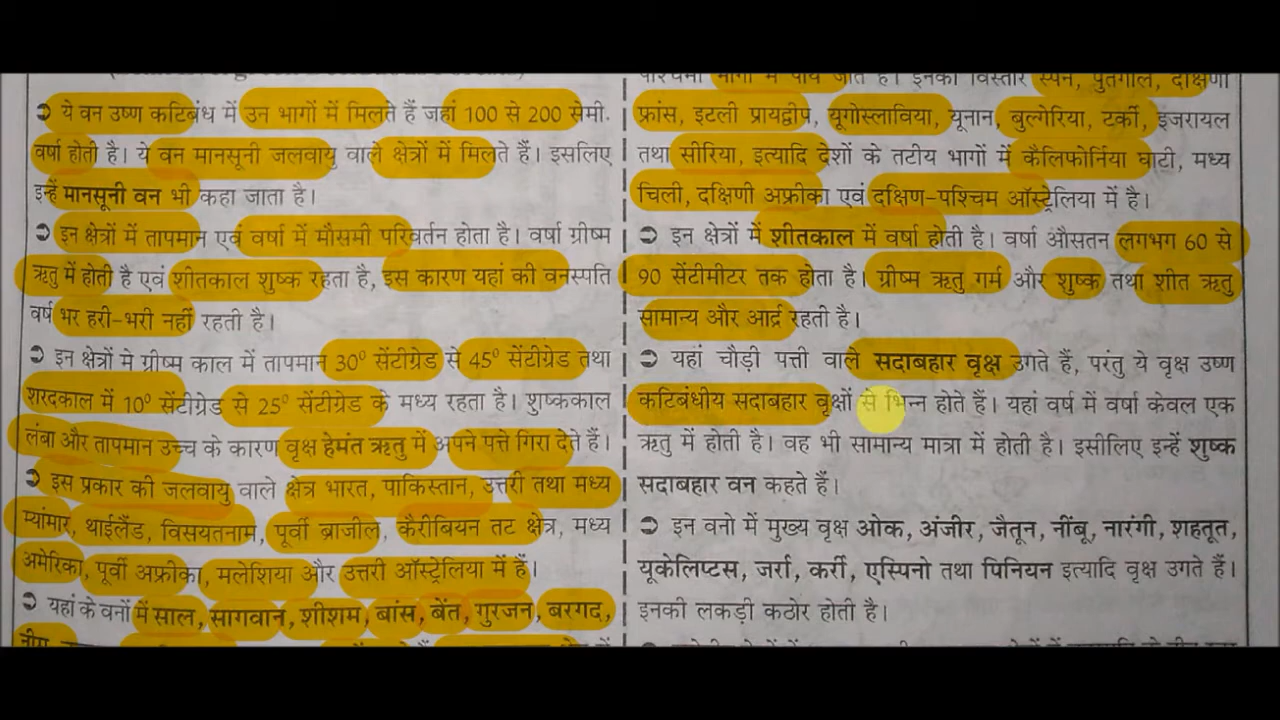 ➲ ये वन उष्ण कटिबंध में उन भागों में मिलते हैं जहां 100 से 200 सेमी.
वर्षा होती है। ये वन मानसूनी जलवायु वाले क्षेत्रों में मिलते हैं। इसलिए
इन्हें मानसूनी वन भी कहा जाता है।
➲ इन क्षेत्रों में तापमान एवं वर्षा में मौसमी परिवर्तन होता है। वर्षा ग्रीष्म
ऋतु में होती है एवं शीतकाल शुष्क रहता है, इस कारण यहां की वनस्पति
वर्ष भर हरी-भरी नहीं रहती है।
➲ इन क्षेत्रों मे ग्रीष्म काल में तापमान 30⁰ सेंटीग्रेड से 45⁰ सेंटीग्रेड तथा
शरदकाल में 10⁰ सेंटीग्रेड से 25⁰ सेंटीग्रेड के मध्य रहता है। शुष्ककाल
लंबा और तापमान उच्च के कारण वृक्ष हेमंत ऋतु में अपने पत्ते गिरा देते हैं।
➲ इस प्रकार की जलवायु वाले क्षेत्र भारत, पाकिस्तान, उत्तरी तथा मध्य
म्यांमार, थाईलैंड, विसयतनाम, पूर्वी ब्राजील, कैरीबियन तट क्षेत्र, मध्य
अमेरिका, पूर्वी अफ्रीका, मलेशिया और उत्तरी ऑस्ट्रेलिया में हैं।
➲ यहां के वनों में साल, सागवान, शीशम, बांस, बेंत, गुरजन, बरगद,
नीम
पश्चिमी भागों में पाये जाते हैं। इनका विस्तार स्पेन, पुर्तगाल, दक्षिणी
फ्रांस, इटली प्रायद्वीप, यूगोस्लाविया, यूनान, बुल्गेरिया, टर्की, इजरायल
तथा सीरिया, इत्यादि देशों के तटीय भागों में कैलिफोर्निया घाटी, मध्य
चिली, दक्षिणी अफ्रीका एवं दक्षिण-पश्चिम ऑस्ट्रेलिया में है।
➲ इन क्षेत्रों में शीतकाल में वर्षा होती है। वर्षा औसतन लगभग 60 से
90 सेंटीमीटर तक होता है। ग्रीष्म ऋतु गर्म और शुष्क तथा शीत ऋतु
सामान्य और आर्द्र रहती है।
➲ यहां चौड़ी पत्ती वाले सदाबहार वृक्ष उगते हैं, परंतु ये वृक्ष उष्ण
कटिबंधीय सदाबहार वृक्षों से भिन्न होते हैं। यहां वर्ष में वर्षा केवल एक
ऋतु में होती है। वह भी सामान्य मात्रा में होती है। इसीलिए इन्हें शुष्क
सदाबहार वन कहते हैं।
➲ इन वनो में मुख्य वृक्ष ओक, अंजीर, जैतून, नींबू, नारंगी, शहतूत,
यूकेलिप्टस, जर्रा, कर्री, एस्पिनो तथा पिनियन इत्यादि वृक्ष उगते हैं।
इनकी लकड़ी कठोर होती है।